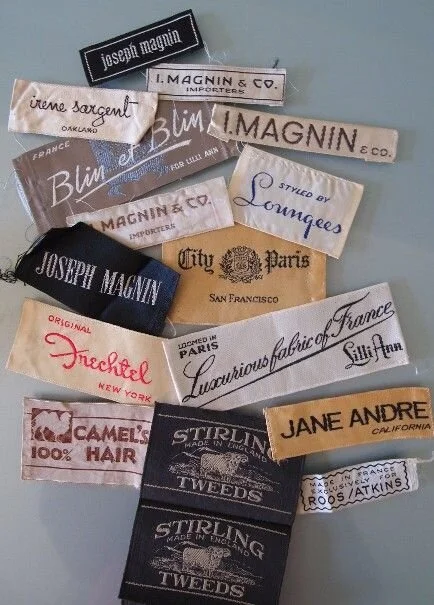 joseph magnin
I. MAGNIN & CO.
IMPORTERS
irene sargent
OAKLAND
I. MAGNIN
& CO.
FRANCE
Blin et Blin
FOR LILLI ANN
STYLED BY
Loungees
MAGNIN & CO.
IMPORTERS
City Paris
SAN FRANCISCO
JOSEPH MAGNIN
ORIGINAL
Frechtel
NEW YORK
LOOMED IN
PARIS
Luxurious fabric of France
Lilli Ann
JANE ANDRE
CALIFORNIA
CAMEL'S
100% HAIR
STIRLING
MADE IN ENGLAND
TWEEDS
MADE IN FRANCE
EXCLUSIVELY FOR
ROOS/ATKINS
STIRLING
MADE IN ENGLAND
TWEEDS